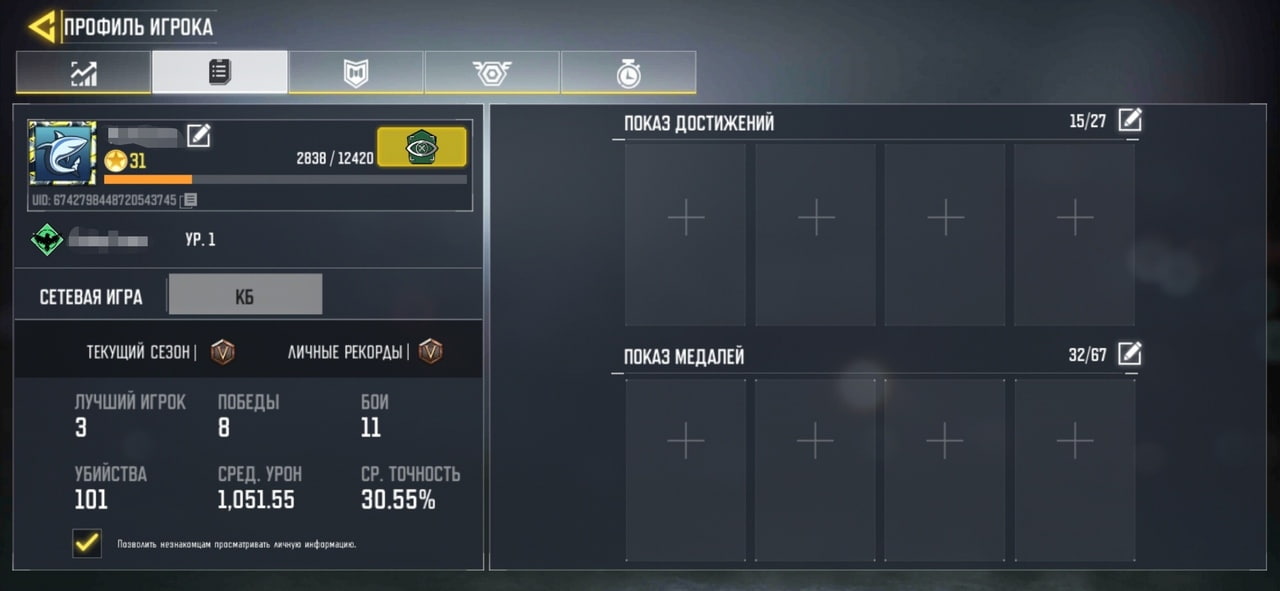 ПРОФИЛЬ ИГРОКА
31
2838 / 12420
UID: 6742798448720543745
УР. 1
СЕТЕВАЯ ИГРА
КБ
ТЕКУЩИЙ СЕЗОН |
ЛИЧНЫЕ РЕКОРДЫ |
ЛУЧШИЙ ИГРОК
ПОБЕДЫ
БОИ
3
8
11
УБИЙСТВА
СРЕД. УРОН
СР. ТОЧНОСТЬ
101
1,051.55
30.55%
Позволить незнакомцам просматривать личную информацию.
ПОКАЗ ДОСТИЖЕНИЙ
15/27
ПОКАЗ МЕДАЛЕЙ
32/67